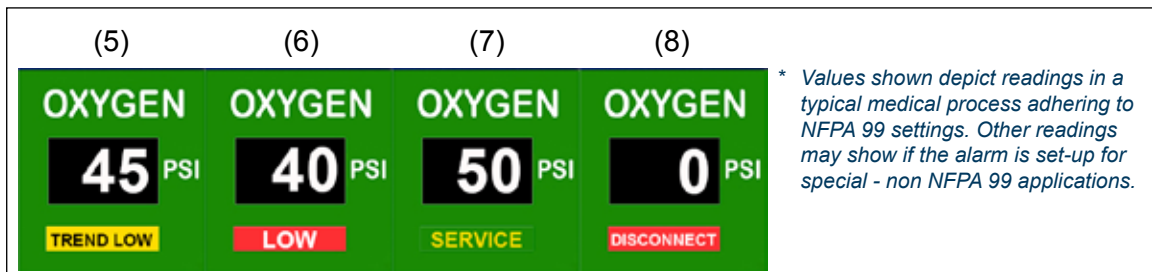 (5) (6) (7) (8)
OXYGEN OXYGEN OXYGEN OXYGEN
45 PSI 40 PSI 50 PSI 0 PSI
TREND LOW LOW SERVICE DISCONNECT
* Values shown depict readings in a
typical medical process adhering to
NFPA 99 settings. Other readings
may show if the alarm is set-up for
special - non NFPA 99 applications.